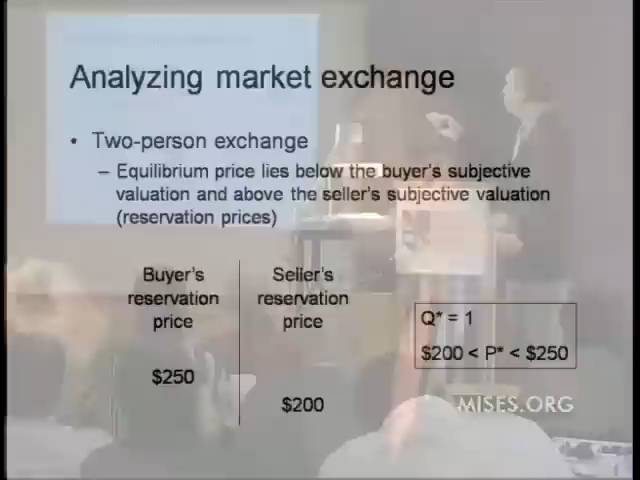 Analyzing market exchange
• Two-person exchange
– Equilibrium price lies below the buyer's subjective
valuation and above the seller's subjective valuation
(reservation prices)
Buyer's
reservation
price
$250
Seller's
reservation
price
$200
Q* = 1
$200 < P* < $250
MISES.ORG